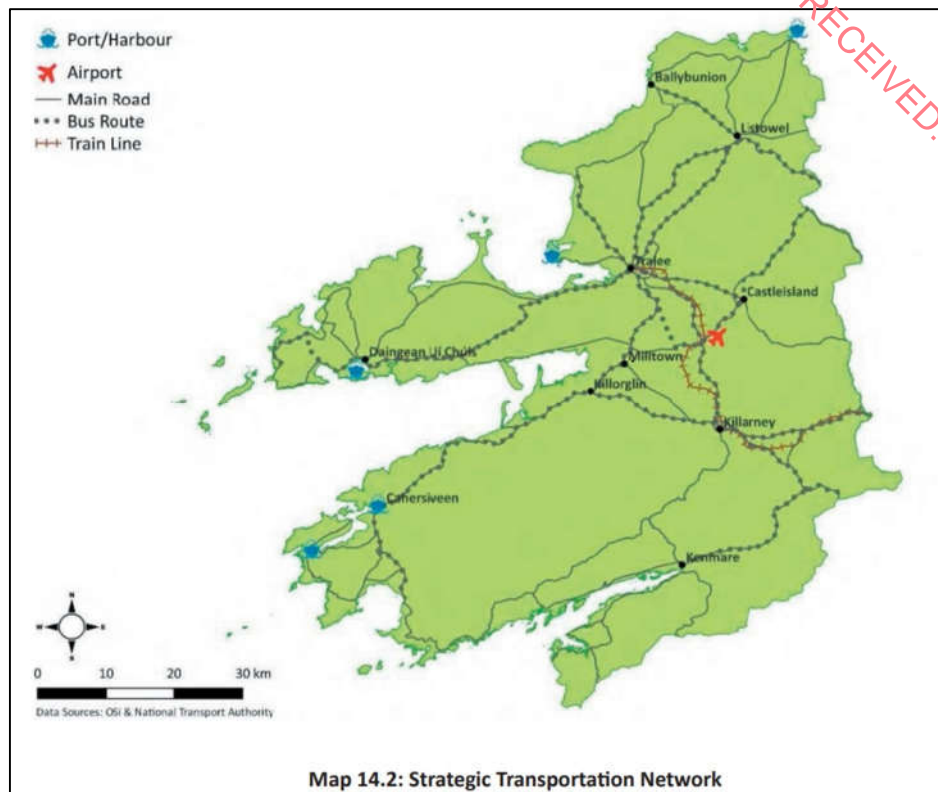 RECEIVED.
Port/Harbour
Airport
Main Road
Bus Route
Train Line
Ballybunion
Listowel
Tralee
Castleisland
Daingean Uí Chúis
Milltown
Killorglin
Killarney
Cahersiveen
Kenmare
N
W E
S
0 10 20 30 km
Data Sources: OSi & National Transport Authority
Map 14.2: Strategic Transportation Network